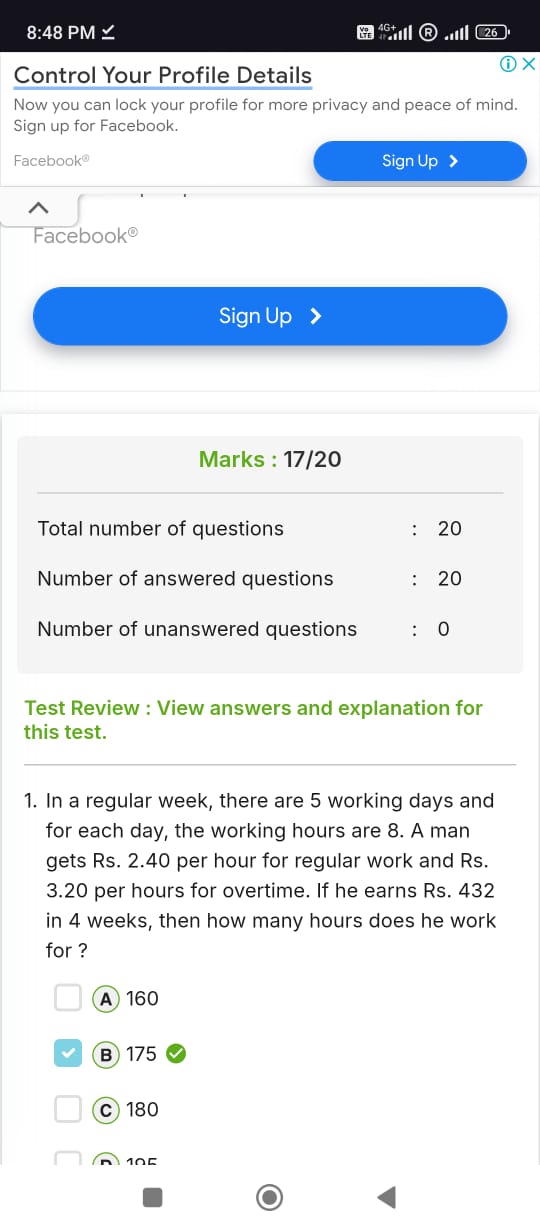 8:48 PM
Vo LTE 4G+ R 26
Control Your Profile Details
Now you can lock your profile for more privacy and peace of mind.
Sign up for Facebook.
Facebook®
Sign Up
Facebook®
Sign Up
Marks : 17/20
Total number of questions : 20
Number of answered questions : 20
Number of unanswered questions : 0
Test Review : View answers and explanation for
this test.
1. In a regular week, there are 5 working days and
for each day, the working hours are 8. A man
gets Rs. 2.40 per hour for regular work and Rs.
3.20 per hours for overtime. If he earns Rs. 432
in 4 weeks, then how many hours does he work
for ?
A 160
B 175
C 180
D 195